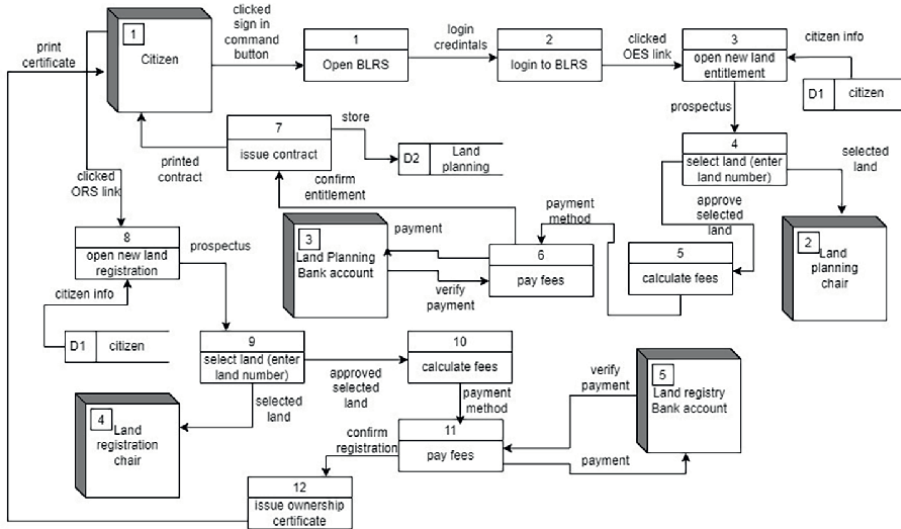 print
certificate
1
Citizen
clicked
sign in
command
button
1
Open BLRS
login
credintals
2
login to BLRS
clicked
OES link
3
open new land
entitlement
citizen info
D1
citizen
prospectus
4
select land (enter
land number)
selected
land
2
Land
planning
chair
approve
selected
land
5
calculate fees
payment
method
6
pay fees
payment
verify
payment
3
Land Planning
Bank account
confirm
entitlement
7
issue contract
store
D2
Land
planning
printed
contract
clicked
ORS link
8
open new land
registration
citizen info
D1
citizen
prospectus
9
select land (enter
land number)
selected
land
4
Land
registration
chair
approved
selected
land
10
calculate fees
payment
method
11
pay fees
verify
payment
5
Land registry
Bank account
payment
confirm
registration
12
issue ownership
certificate